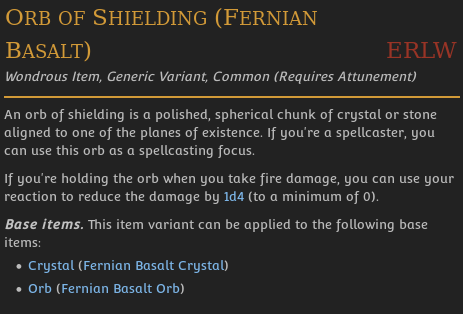 Orb of Shielding (Fernian
Basalt) ERLW
Wondrous Item, Generic Variant, Common (Requires Attunement)
An orb of shielding is a polished, spherical chunk of crystal or stone
aligned to one of the planes of existence. If you're a spellcaster, you
can use this orb as a spellcasting focus.
If you're holding the orb when you take fire damage, you can use your
reaction to reduce the damage by 1d4 (to a minimum of 0).
Base items. This item variant can be applied to the following base
items:
• Crystal (Fernian Basalt Crystal)
• Orb (Fernian Basalt Orb)